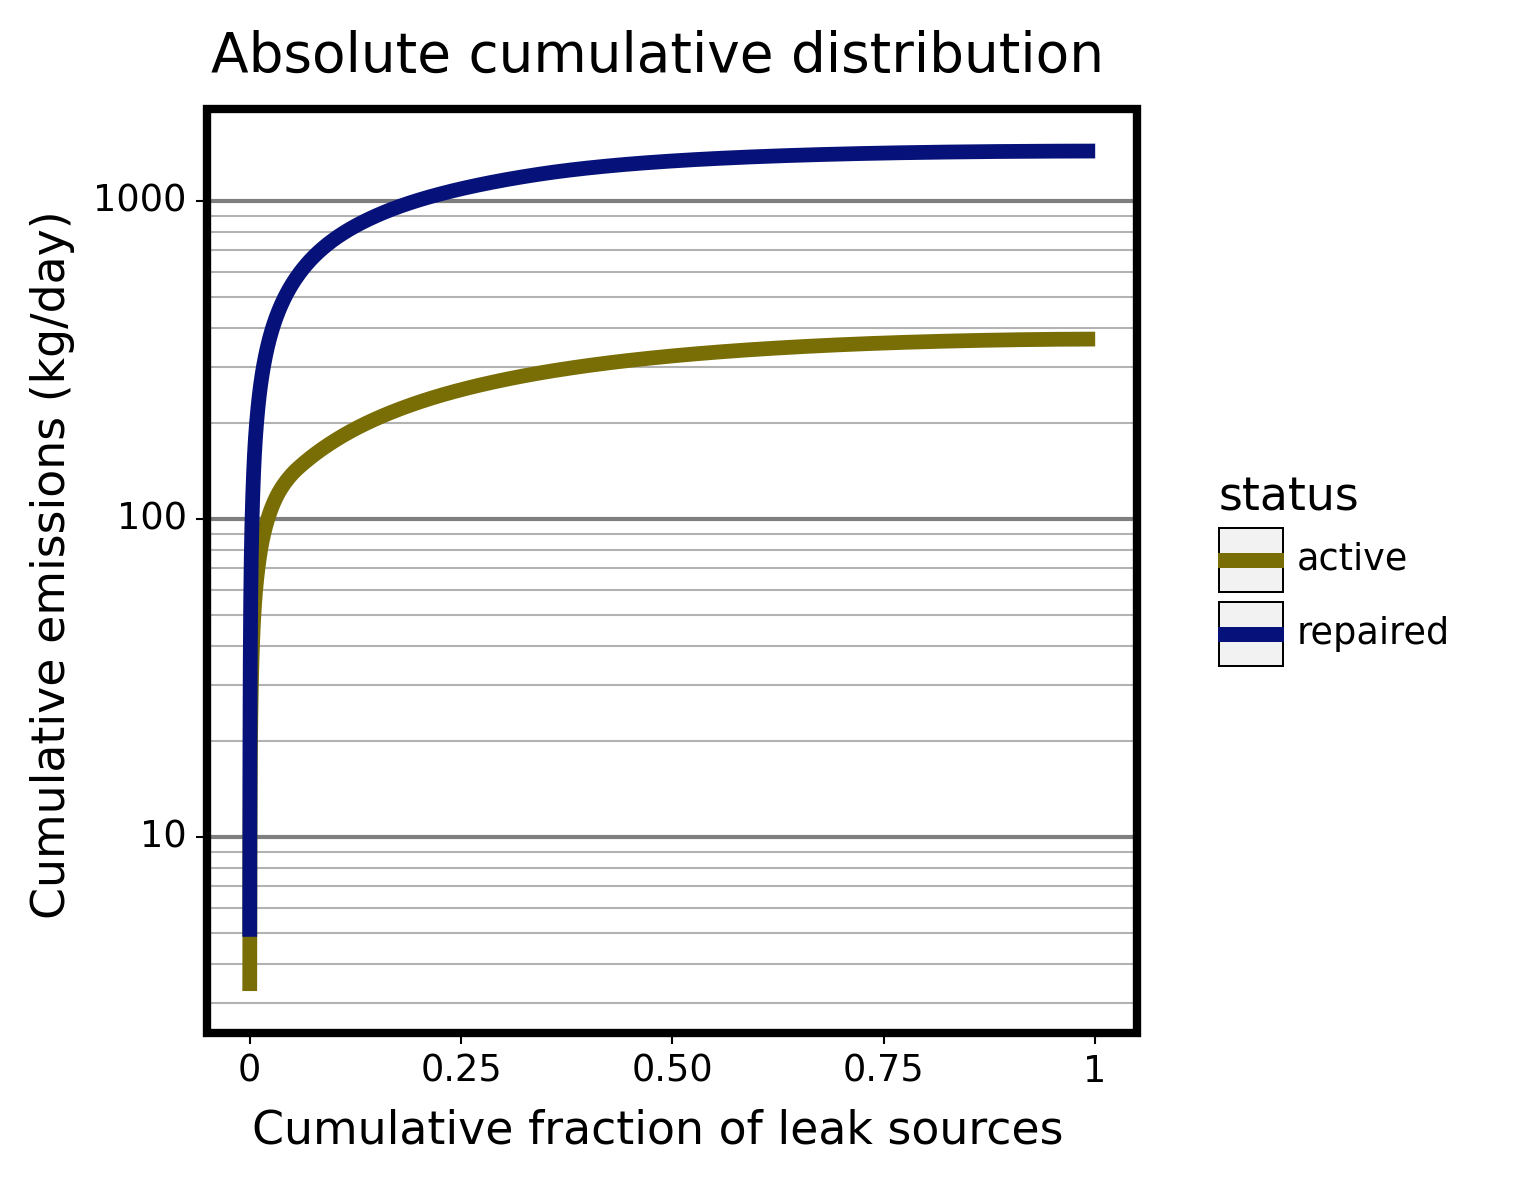 Absolute cumulative distribution
Cumulative emissions (kg/day)
1000
100
10
0
0.25
0.50
0.75
1
Cumulative fraction of leak sources
status
active
repaired